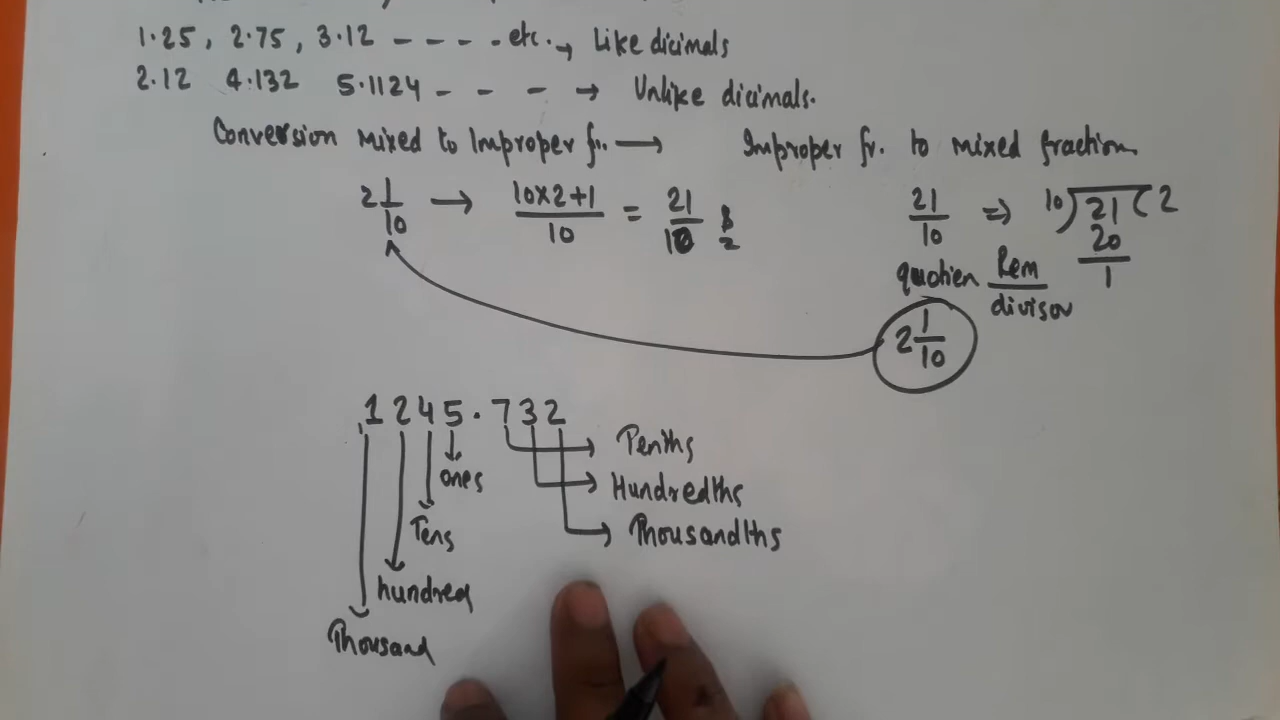 1.25, 2.75, 3.12 - - - - etc. → Like dicimals
2.12 4.132 5.1124 - - - → Unlike dicimals.
Conversion mixed to Improper fr. → Improper fr. to mixed fraction
2 1/10 → 10x2+1/10 = 21/10 21/10 ⇒ 10)21(2
20
1
quotien Rem/divisor
2 1/10
1245.732
Tenths
ones
Hundredths
Tens
Thousandths
hundred
Thousand